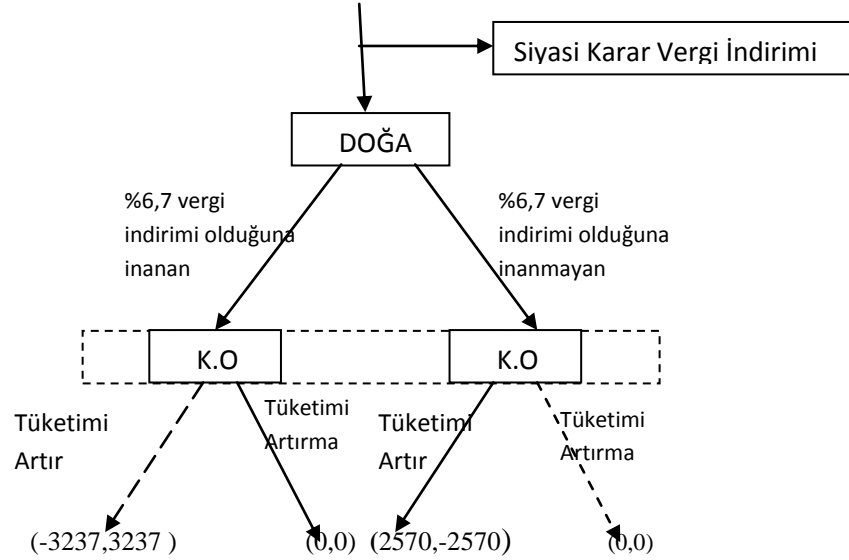 Siyasi Karar Vergi İndirimi
DOĞA
%6,7 vergi
indirimi olduğuna
inanan
%6,7 vergi
indirimi olduğuna
inanmayan
K.O
K.O
Tüketimi
Artır
Tüketimi
Artırma
Tüketimi
Artır
Tüketimi
Artırma
(-3237,3237 )
(0,0)
(2570,-2570)
(0,0)